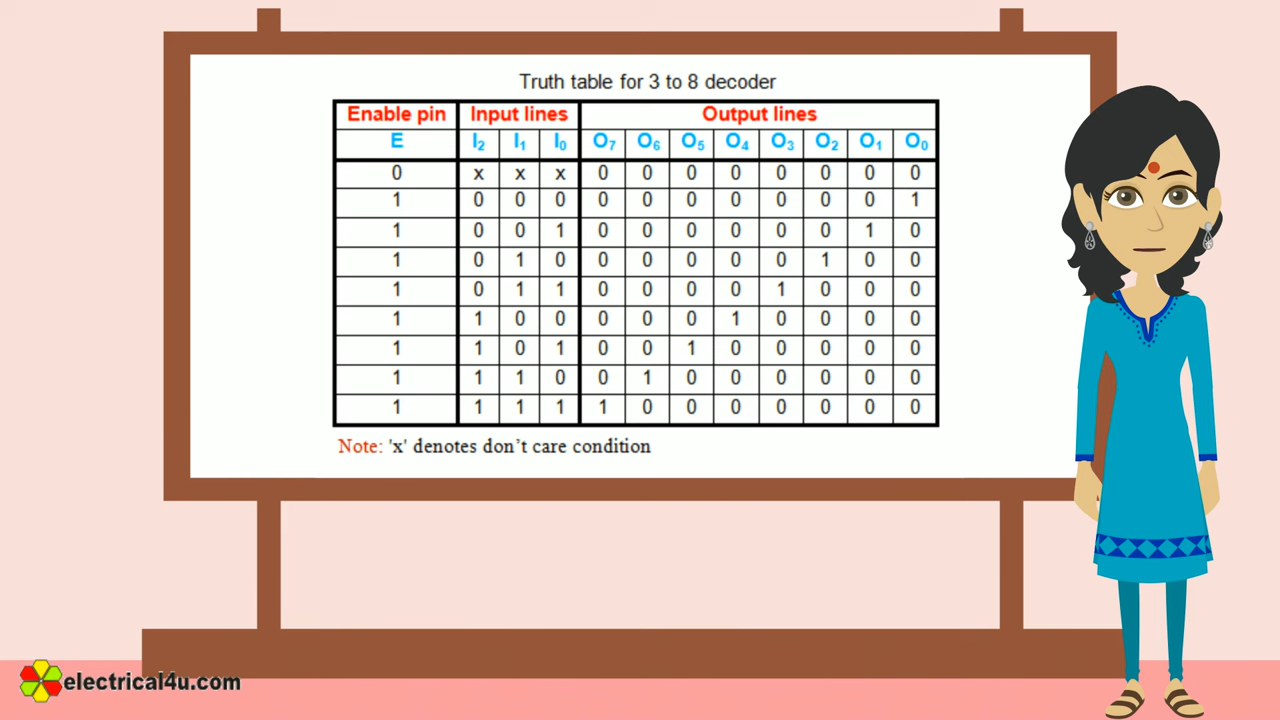 Truth table for 3 to 8 decoder
Enable pin Input lines Output lines
E I₂ I₁ I₀ O₇ O₆ O₅ O₄ O₃ O₂ O₁ O₀
0 x x x 0 0 0 0 0 0 0 0
1 0 0 0 0 0 0 0 0 0 0 1
1 0 0 1 0 0 0 0 0 0 1 0
1 0 1 0 0 0 0 0 0 1 0 0
1 0 1 1 0 0 0 0 1 0 0 0
1 1 0 0 0 0 0 1 0 0 0 0
1 1 0 1 0 0 1 0 0 0 0 0
1 1 1 0 0 1 0 0 0 0 0 0
1 1 1 1 1 0 0 0 0 0 0 0
Note: 'x' denotes don't care condition
electrical4u.com